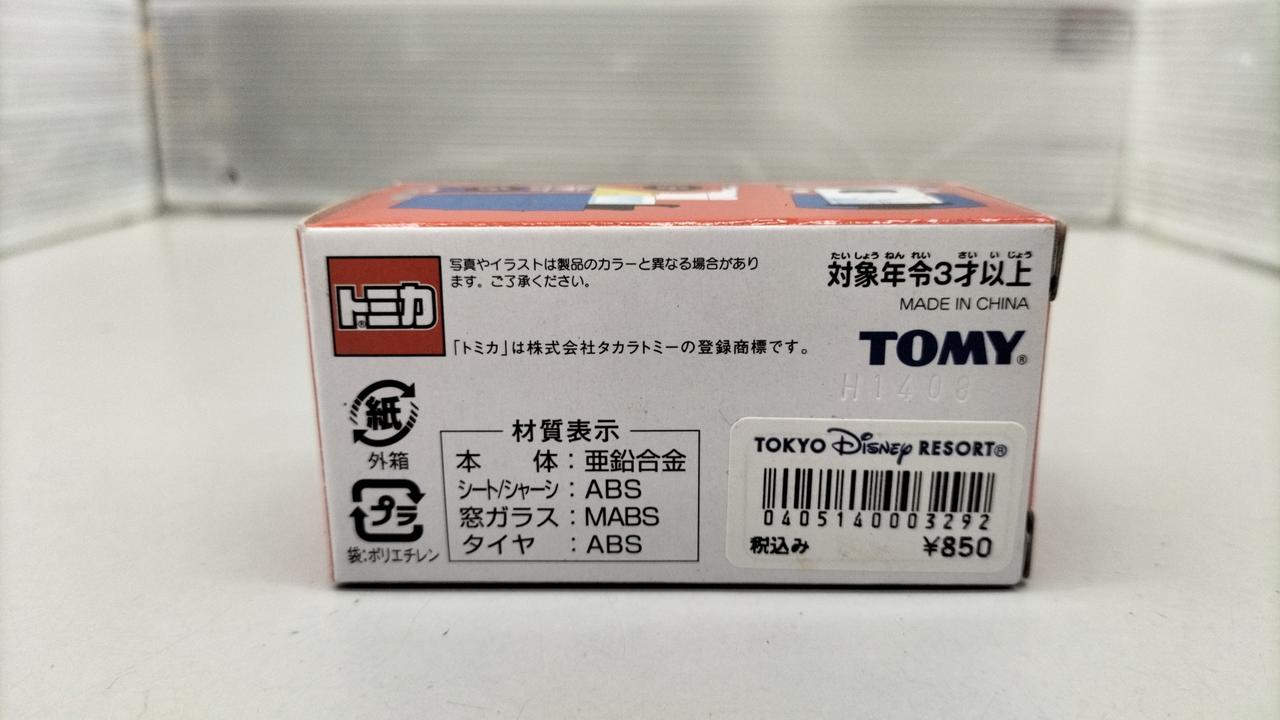 トミカ®
写真やイラストは製品のカラーと異なる場合があり
ます。ご了承ください。
「トミカ」は株式会社タカラトミーの登録商標です。
たいしょう ねん れい さい い じょう
対象年令3才以上
MADE IN CHINA
TOMY®
H1408
紙
外箱
プラ
袋:ポリエチレン
材質表示
本 体:亜鉛合金
シート/シャーシ:ABS
窓ガラス:MABS
タイヤ:ABS
TOKYO Disney RESORT®
0405140003292
税込み ¥850